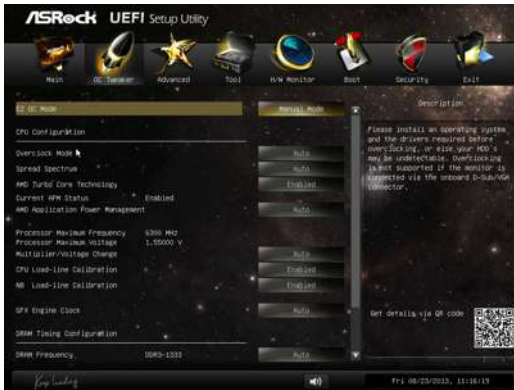 ASRock UEFI Setup Utility
Main OC Tweaker Advanced Tool H/W Monitor Boot Security Exit
EZ OC Mode Manual Mode
CPU Configuration
Overclock Mode Auto
Spread Spectrum Auto
AMD Turbo Core Technology Enabled
Current APM Status Enabled
AMD Application Power Management Auto
Processor Maximum Frequency 6300 MHz
Processor Maximum Voltage 1.55000 V
Multiplier/Voltage Change Auto
CPU Load-line Calibration Enabled
NB Load-line Calibration Enabled
GFX Engine Clock Auto
DRAM Timing Configuration
DRAM Frequency DDR3-1333 Auto
Description
Please install an operating system
and the drivers required before
overclocking, or else your HDD's
may be undetectable. Overclocking
is not supported if the monitor is
connected via the onboard D-Sub/VGA
connector.
Get details via QR code
Fri 08/23/2013, 11:16:19